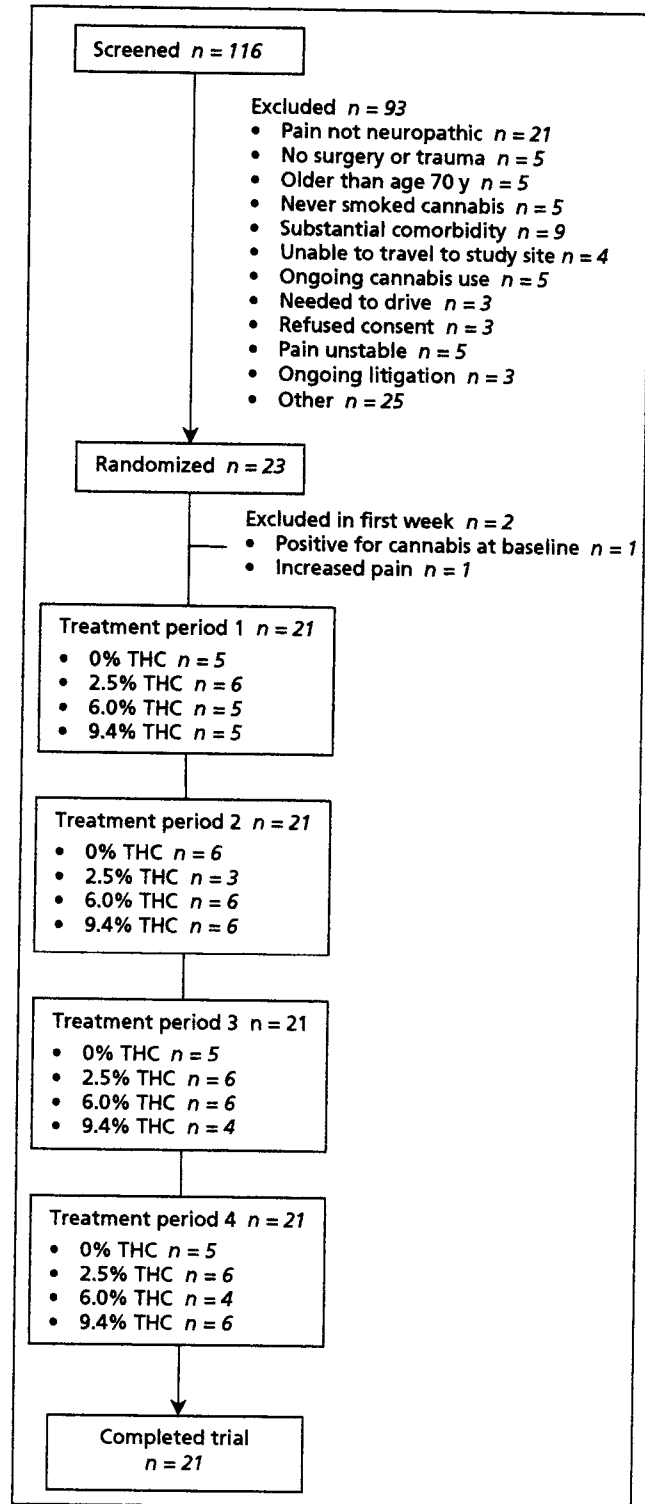 Screened n = 116
Excluded n = 93
• Pain not neuropathic n = 21
• No surgery or trauma n = 5
• Older than age 70 y n = 5
• Never smoked cannabis n = 5
• Substantial comorbidity n = 9
• Unable to travel to study site n = 4
• Ongoing cannabis use n = 5
• Needed to drive n = 3
• Refused consent n = 3
• Pain unstable n = 5
• Ongoing litigation n = 3
• Other n = 25
Randomized n = 23
Excluded in first week n = 2
• Positive for cannabis at baseline n = 1
• Increased pain n = 1
Treatment period 1 n = 21
• 0% THC n = 5
• 2.5% THC n = 6
• 6.0% THC n = 5
• 9.4% THC n = 5
Treatment period 2 n = 21
• 0% THC n = 6
• 2.5% THC n = 3
• 6.0% THC n = 6
• 9.4% THC n = 6
Treatment period 3 n = 21
• 0% THC n = 5
• 2.5% THC n = 6
• 6.0% THC n = 6
• 9.4% THC n = 4
Treatment period 4 n = 21
• 0% THC n = 5
• 2.5% THC n = 6
• 6.0% THC n = 4
• 9.4% THC n = 6
Completed trial
n = 21